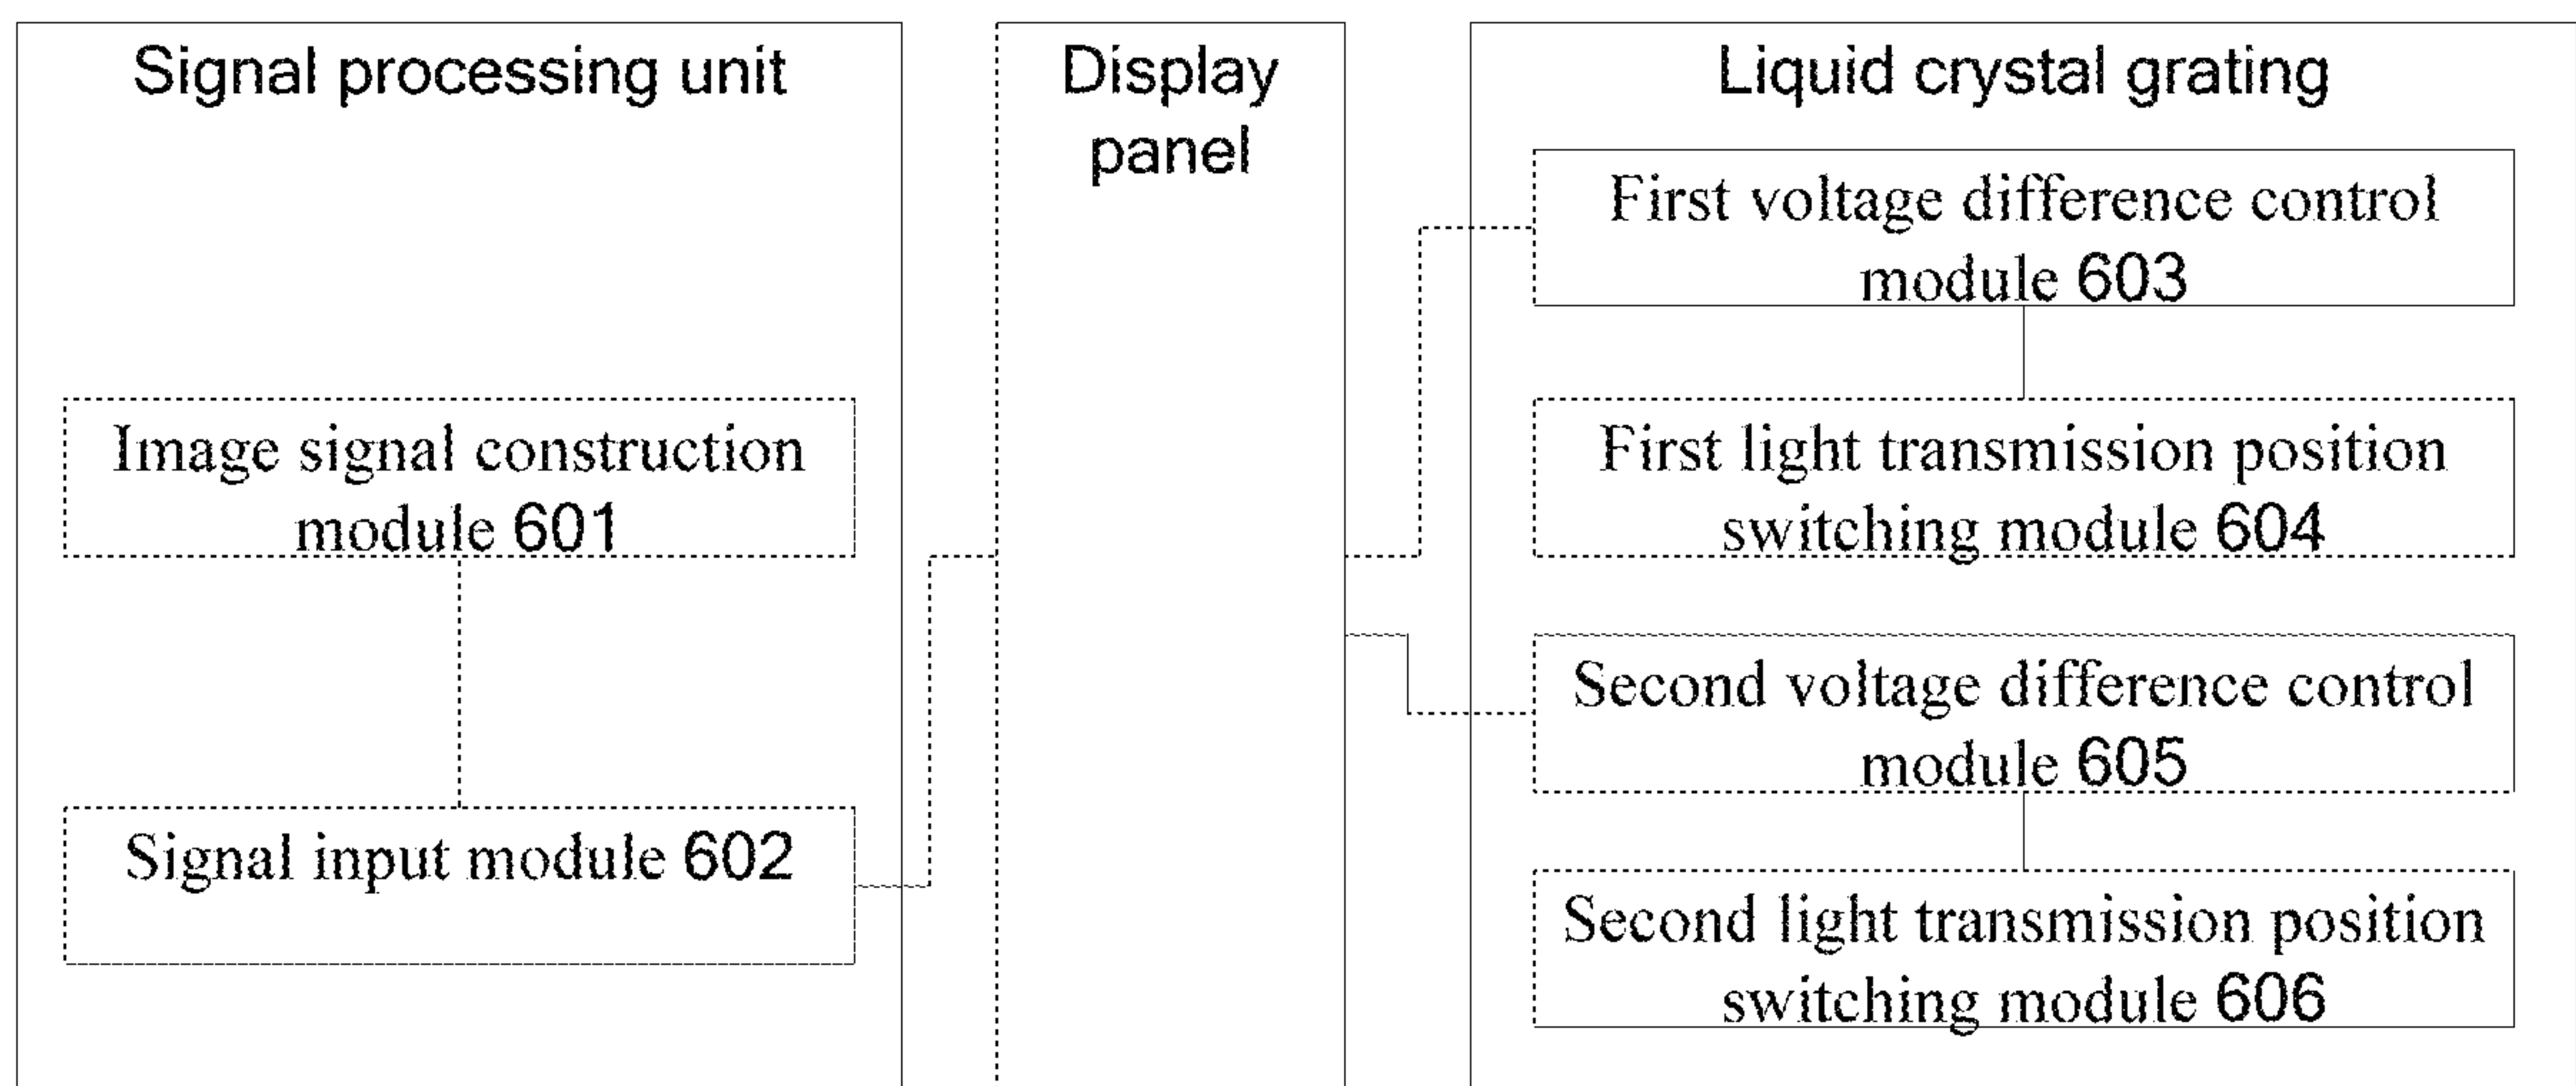 Signal processing unit
Image signal construction
module 601
Signal input module 602
Display
panel
Liquid crystal grating
First voltage difference control
module 603
First light transmission position
switching module 604
Second voltage difference control
module 605
Second light transmission position
switching module 606